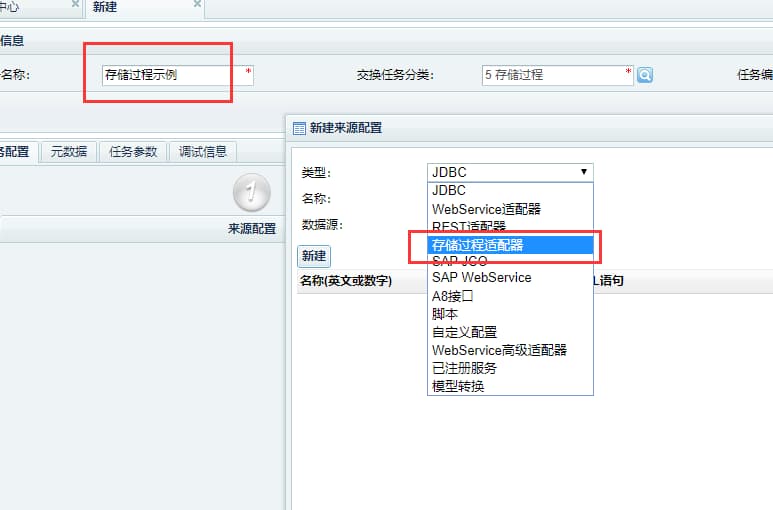 中心 新建
信息
名称: 存储过程示例 * 交换任务分类: 5 存储过程 * 任务编
新建来源配置
务配置 元数据 任务参数 调试信息
类型: JDBC
1
JDBC
名称:
WebService适配器
来源配置
数据源:
REST适配器
存储过程适配器
新建
SAP JCO
名称(英文或数字) L语句
SAP WebService
A8接口
脚本
自定义配置
WebService高级适配器
已注册服务
模型转换